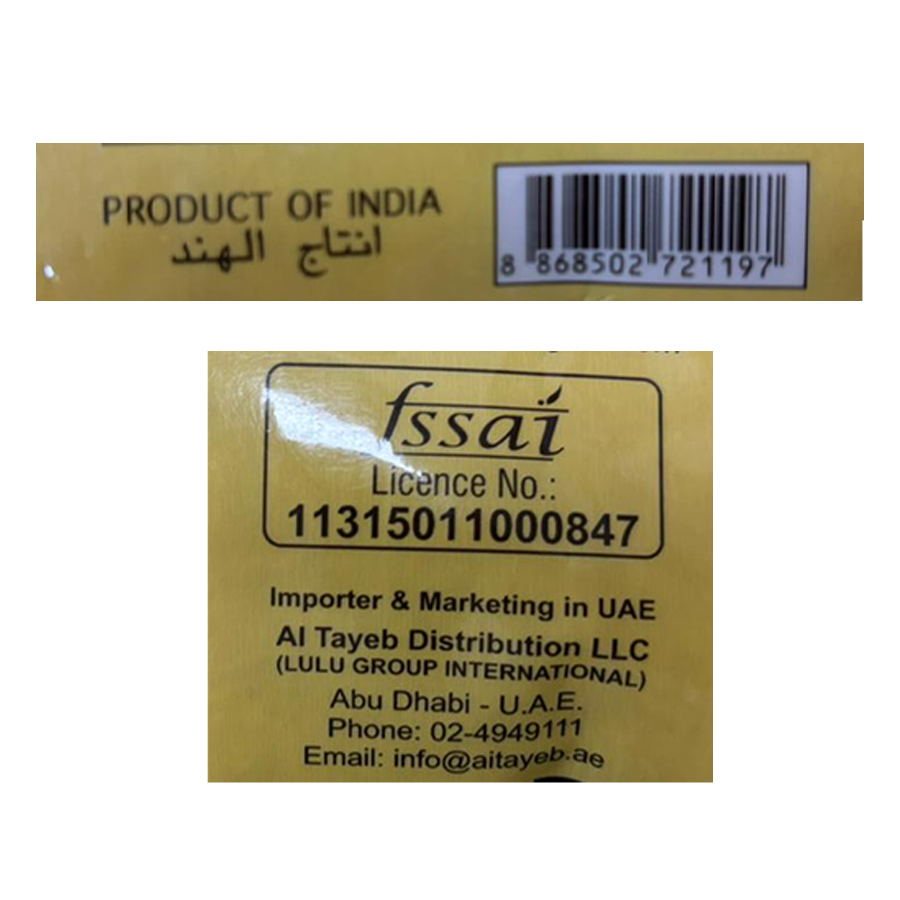 PRODUCT OF INDIA
انتاج الهند
8 868502 721197
fssai
Licence No.:
11315011000847
Importer & Marketing in UAE
Al Tayeb Distribution LLC
(LULU GROUP INTERNATIONAL)
Abu Dhabi - U.A.E.
Phone: 02-4949111
Email: info@aitayeb.ae